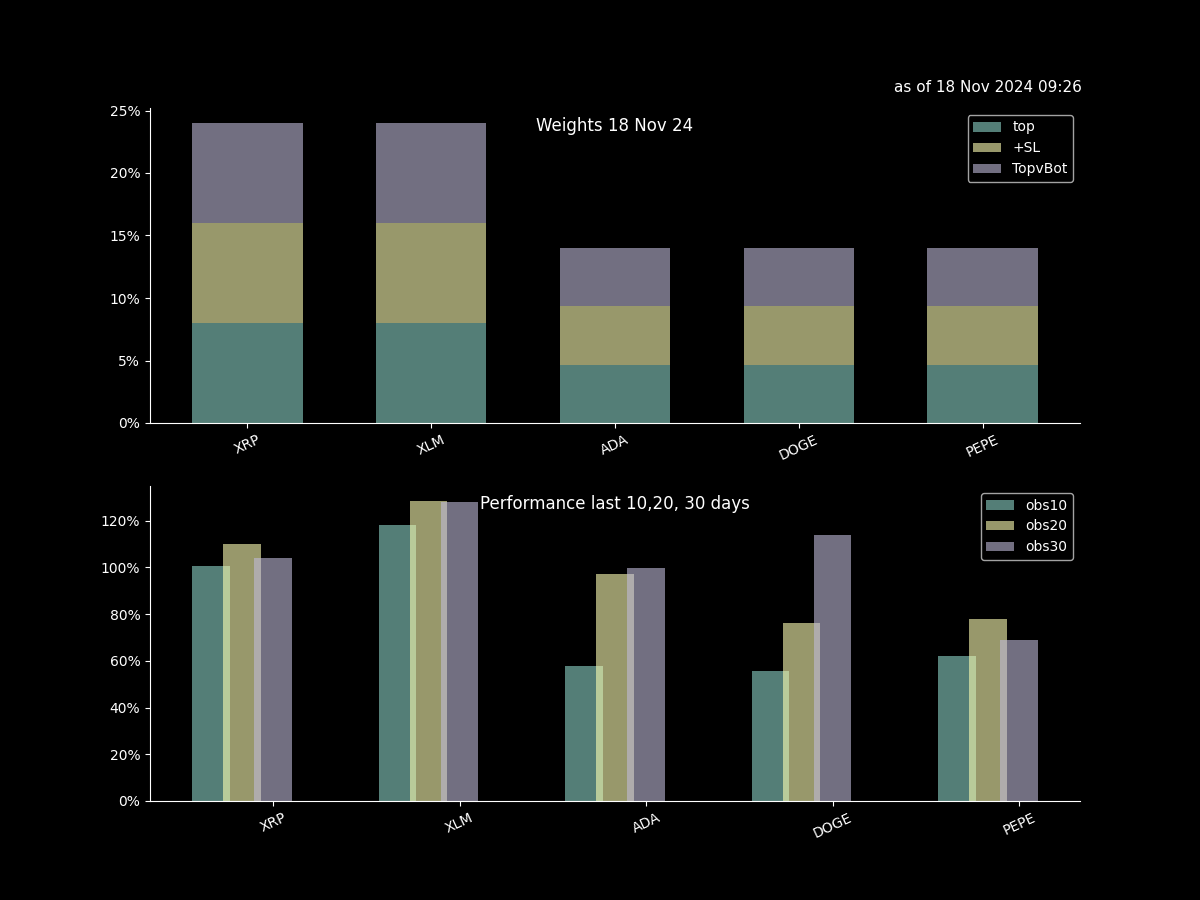 as of 18 Nov 2024 09:26
Weights 18 Nov 24
25%
20%
15%
10%
5%
0%
top
+SL
TopvBot
XRP XLM ADA DOGE PEPE
Performance last 10,20, 30 days
120%
100%
80%
60%
40%
20%
0%
obs10
obs20
obs30
XRP XLM ADA DOGE PEPE